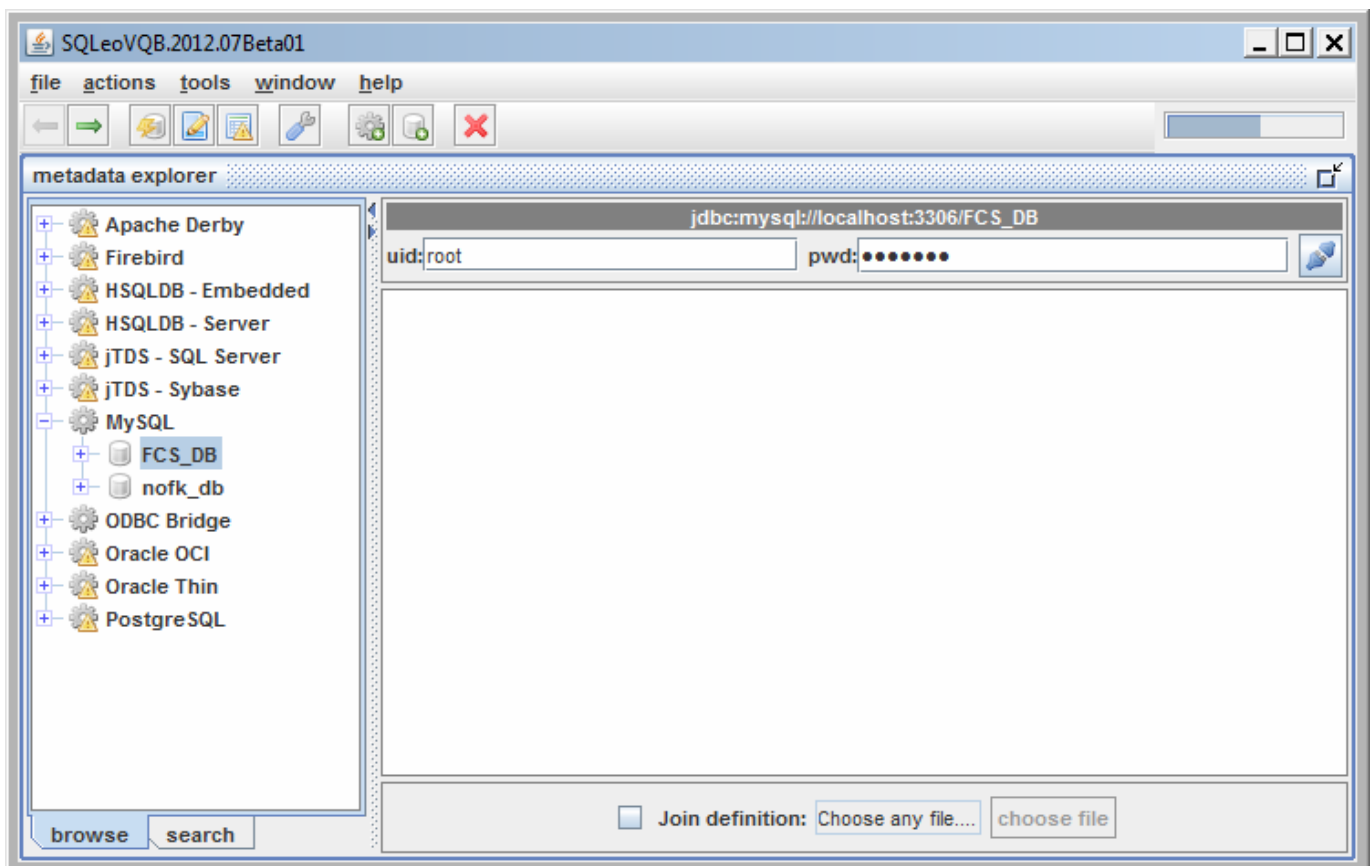 SQLeoVQB.2012.07Beta01
file actions tools window help
metadata explorer
jdbc:mysql://localhost:3306/FCS_DB
uid: root pwd: ●●●●●●●
Apache Derby
Firebird
HSQLDB - Embedded
HSQLDB - Server
jTDS - SQL Server
jTDS - Sybase
MySQL
FCS_DB
nofk_db
ODBC Bridge
Oracle OCI
Oracle Thin
PostgreSQL
Join definition: Choose any file.... choose file
browse search